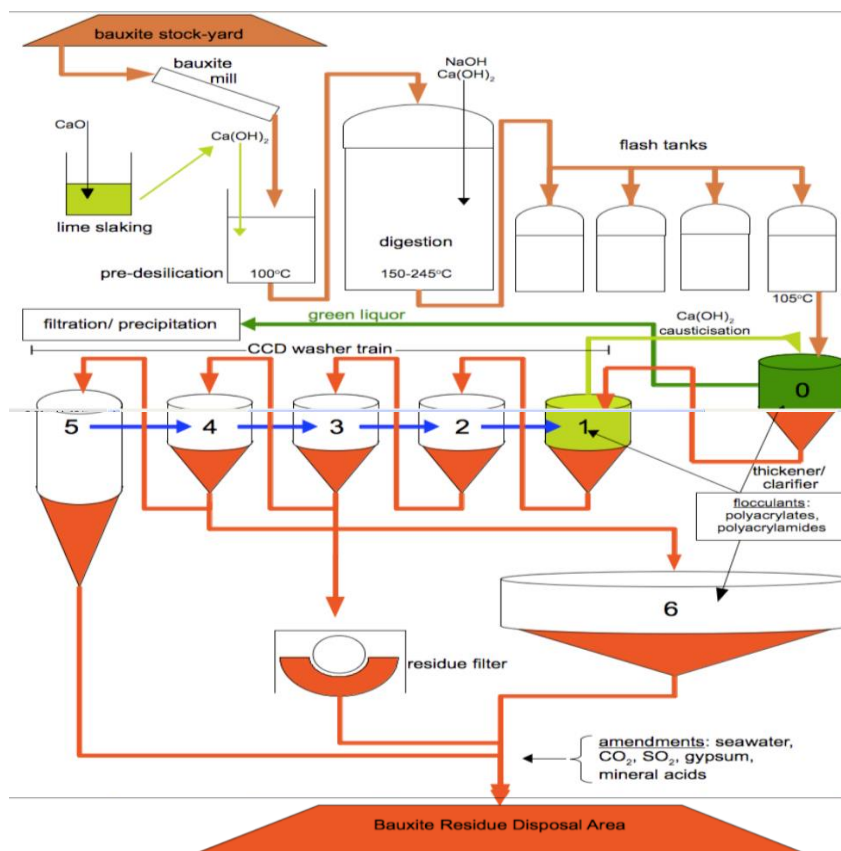 bauxite stock-yard
bauxite
mill
NaOH
Ca(OH)2
CaO
Ca(OH)2
flash tanks
lime slaking
digestion
pre-desilication
100°C
150-245°C
105°C
filtration/ precipitation
green liquor
Ca(OH)2
causticisation
CCD washer train
0
5
4
3
2
1
thickener/
clarifier
flocculants:
polyacrylates,
polyacrylamides
6
residue filter
amendments: seawater,
CO2, SO2, gypsum,
mineral acids
Bauxite Residue Disposal Area